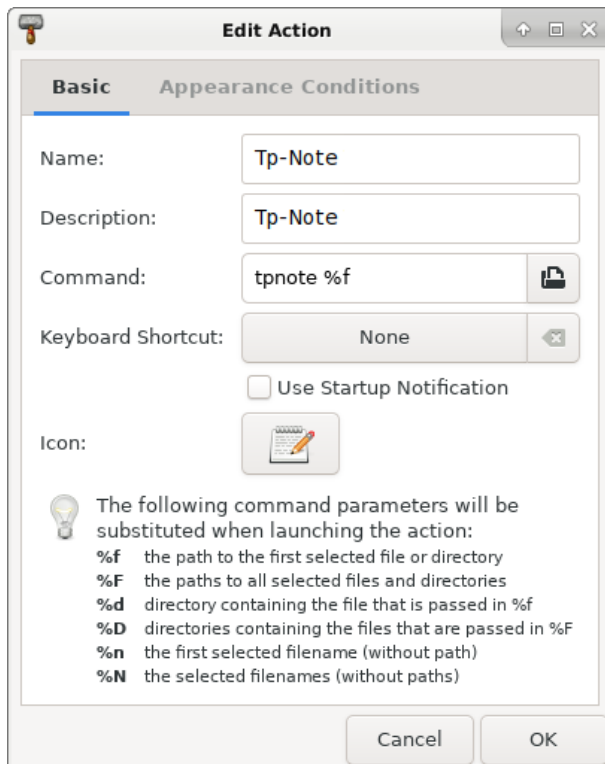 Edit Action
Basic Appearance Conditions
Name: Tp-Note
Description: Tp-Note
Command: tpnote %f
Keyboard Shortcut: None
Use Startup Notification
Icon:
The following command parameters will be
substituted when launching the action:
%f the path to the first selected file or directory
%F the paths to all selected files and directories
%d directory containing the file that is passed in %f
%D directories containing the files that are passed in %F
%n the first selected filename (without path)
%N the selected filenames (without paths)
Cancel OK